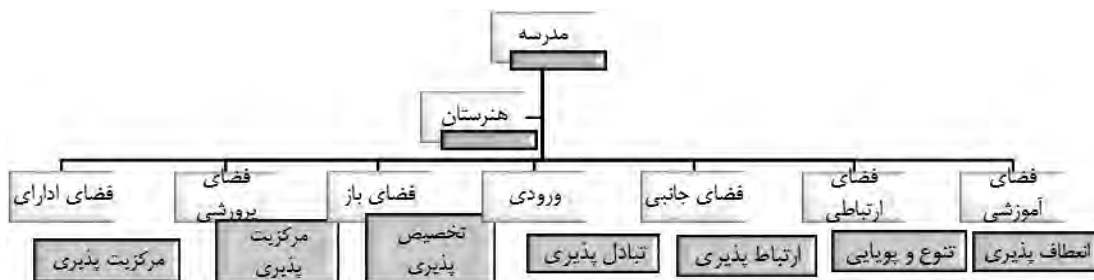 مدرسه
هنرستان
فضای
آموزشی
فضای
ارتباطی
فضای جانبی
ورودی
فضای باز
فضای
پرورشی
فضای ادارای
انعطاف پذیری
تنوع و پویایی
ارتباط پذیری
تبادل پذیری
تخصیص
پذیری
مرکزیت
پذیری
مرکزیت پذیری